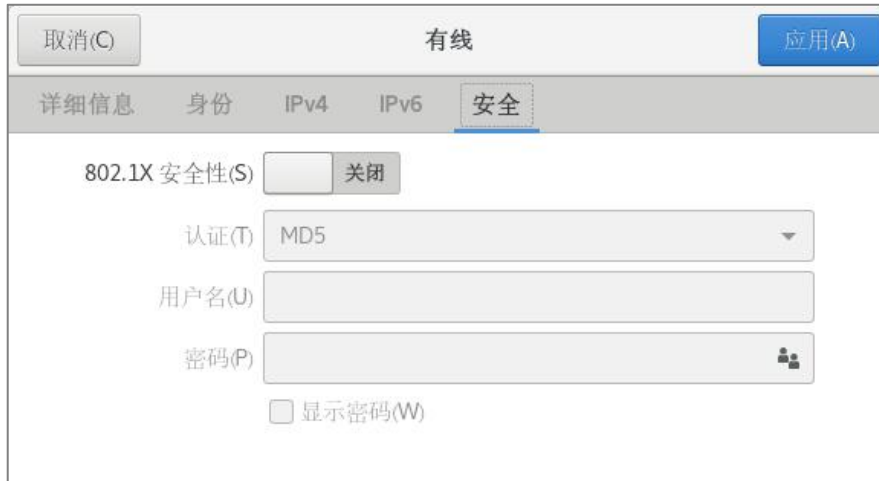 取消(C) 有线 应用(A)
详细信息 身份 IPv4 IPv6 安全
802.1X 安全性(S) 关闭
认证(T) MD5
用户名(U)
密码(P)
显示密码(W)